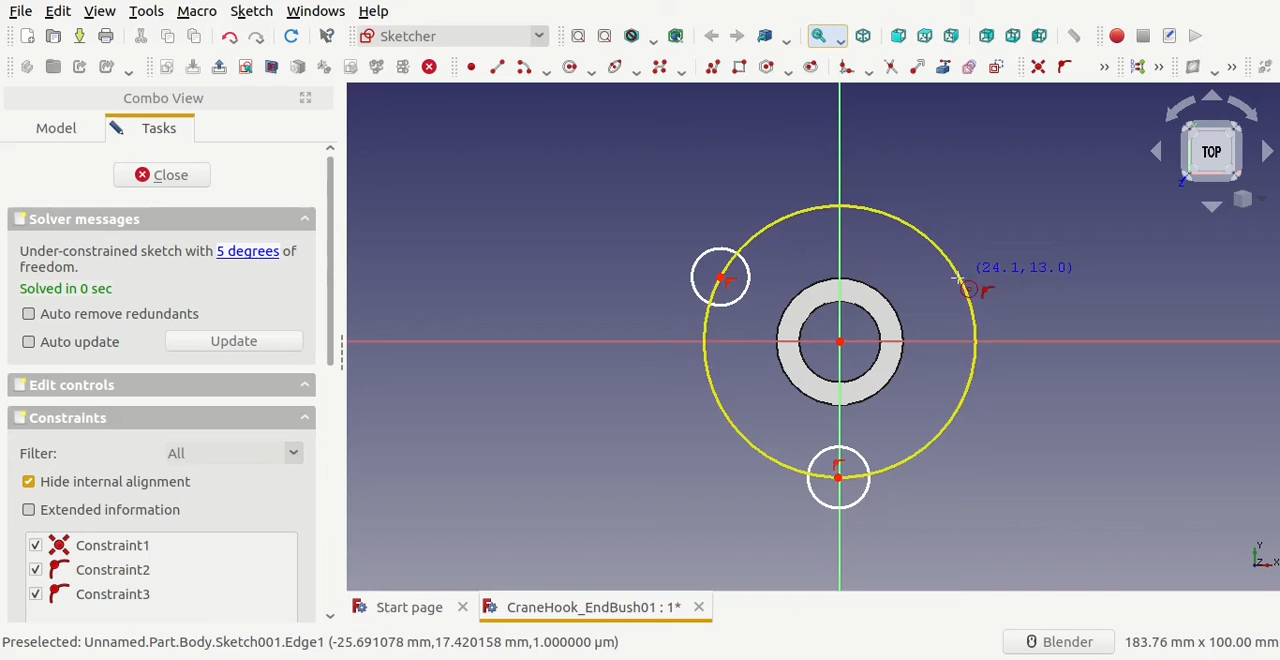 File Edit View Tools Macro Sketch Windows Help
Sketcher
Combo View
Model Tasks
Close
TOP
Solver messages
Under-constrained sketch with 5 degrees of
freedom.
Solved in 0 sec
Auto remove redundants
Auto update Update
(24.1,13.0)
Edit controls
Constraints
Filter: All
Hide internal alignment
Extended information
Constraint1
Constraint2
Constraint3
Y
Z X
Z
Start page CraneHook_EndBush01 : 1*
Preselected: Unnamed.Part.Body.Sketch001.Edge1 (-25.691078 mm,17.420158 mm,1.000000 µm) Blender 183.76 mm x 100.00 mm